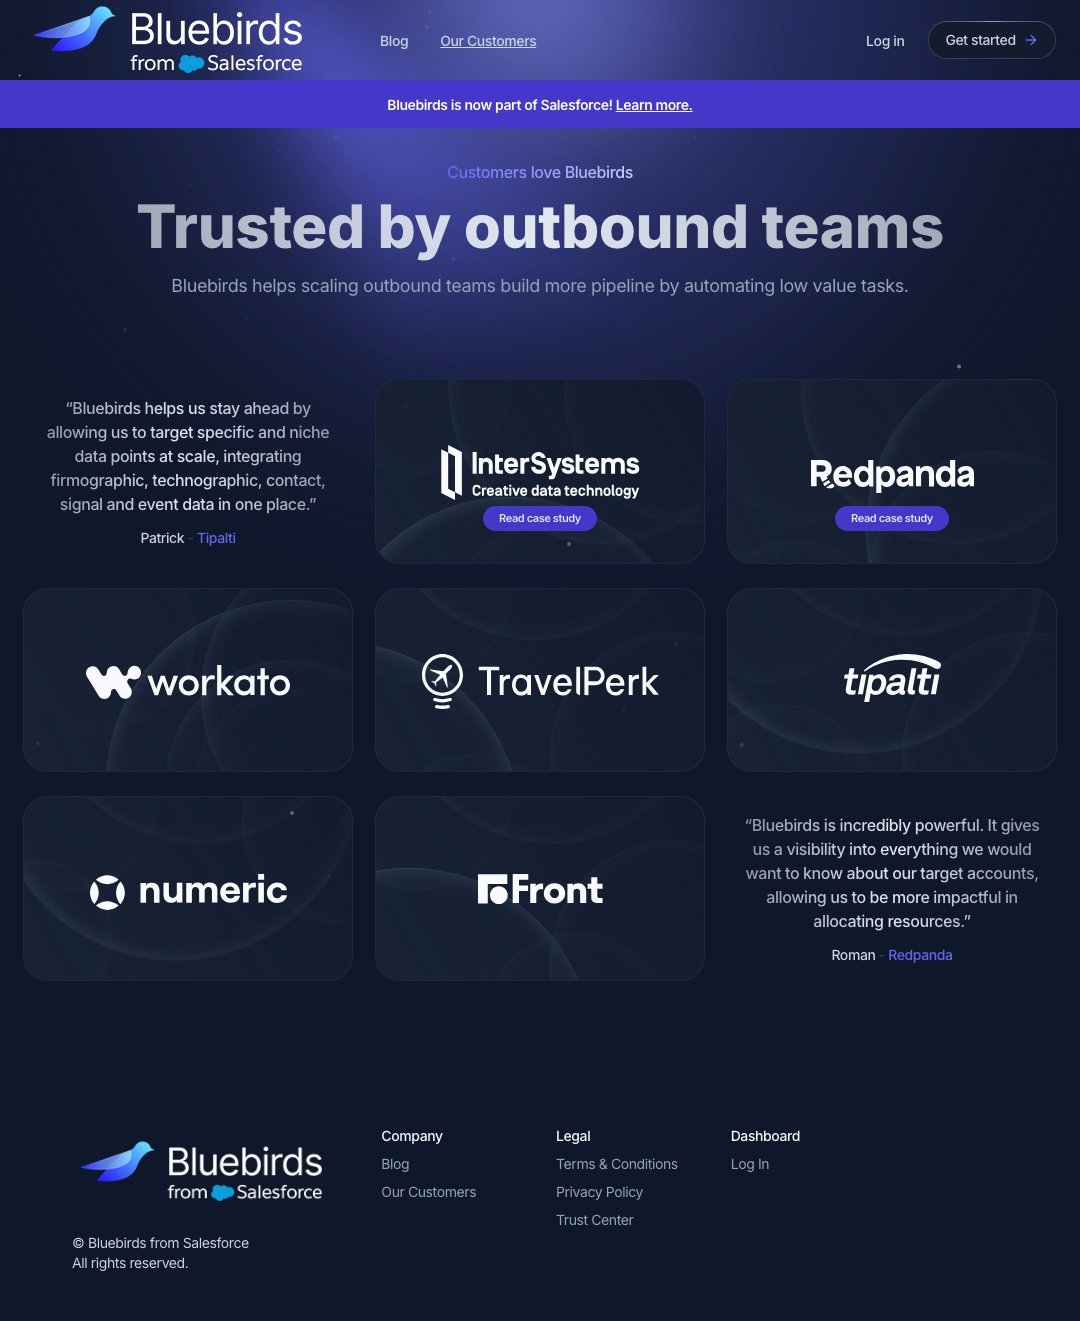 Bluebirds
from Salesforce
Blog
Our Customers
Log in
Get started
Bluebirds is now part of Salesforce! Learn more.
Customers love Bluebirds
Trusted by outbound teams
Bluebirds helps scaling outbound teams build more pipeline by automating low value tasks.
“Bluebirds helps us stay ahead by
allowing us to target specific and niche
data points at scale, integrating
firmographic, technographic, contact,
signal and event data in one place.”
Patrick - Tipalti
InterSystems
Creative data technology
Read case study
Redpanda
Read case study
workato
TravelPerk
tipalti
numeric
Front
“Bluebirds is incredibly powerful. It gives
us a visibility into everything we would
want to know about our target accounts,
allowing us to be more impactful in
allocating resources.”
Roman - Redpanda
Bluebirds
from Salesforce
© Bluebirds from Salesforce
All rights reserved.
Company
Blog
Our Customers
Legal
Terms & Conditions
Privacy Policy
Trust Center
Dashboard
Log In